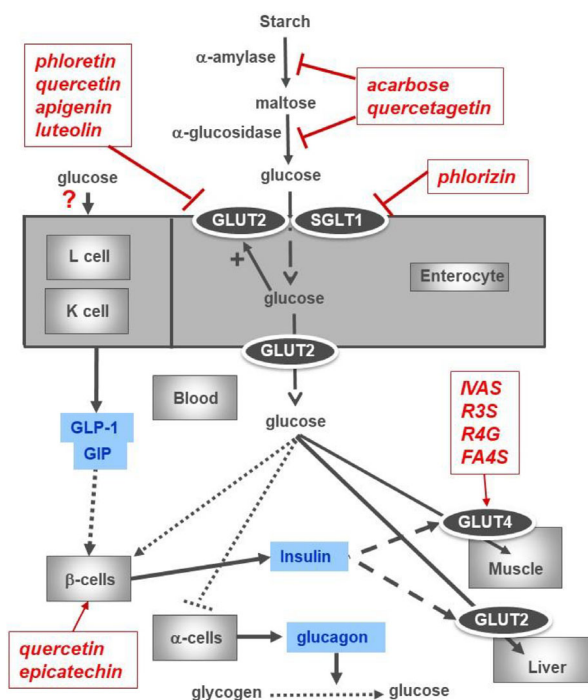 Starch
α-amylase
maltose
α-glucosidase
glucose
phloretin
quercetin
apigenin
luteolin
acarbose
quercetagetin
phlorizin
glucose
?
GLUT2
SGLT1
L cell
K cell
+
glucose
Enterocyte
GLUT2
Blood
glucose
GLP-1
GIP
IVAS
R3S
R4G
FA4S
GLUT4
Muscle
β-cells
Insulin
GLUT2
Liver
quercetin
epicatechin
α-cells
glucagon
glycogen
glucose